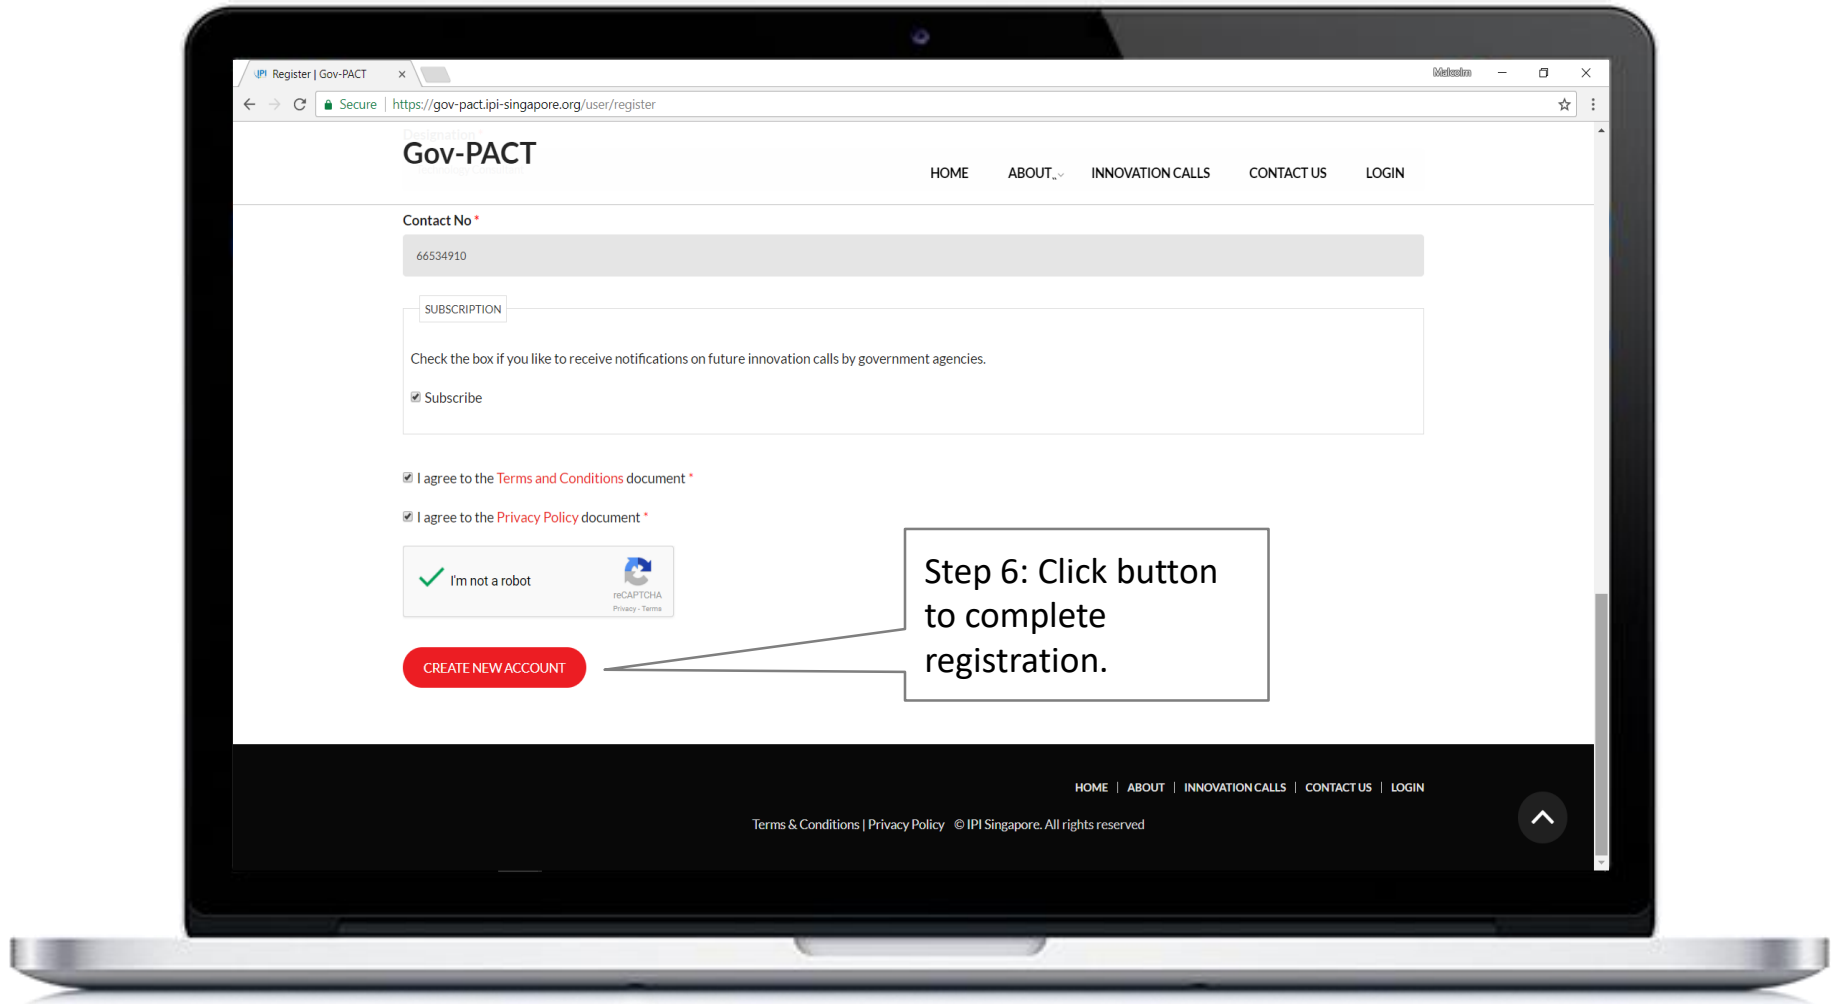 Register | Gov-PACT
Malcolm
Secure
https://gov-pact.ipi-singapore.org/user/register
Designation *
Gov-PACT
HOME ABOUT INNOVATION CALLS CONTACT US LOGIN
Contact No *
66534910
SUBSCRIPTION
Check the box if you like to receive notifications on future innovation calls by government agencies.
Subscribe
I agree to the Terms and Conditions document *
I agree to the Privacy Policy document *
I'm not a robot
reCAPTCHA
Privacy - Terms
Step 6: Click button
to complete
registration.
CREATE NEW ACCOUNT
HOME | ABOUT | INNOVATION CALLS | CONTACT US | LOGIN
Terms & Conditions | Privacy Policy © IPI Singapore. All rights reserved